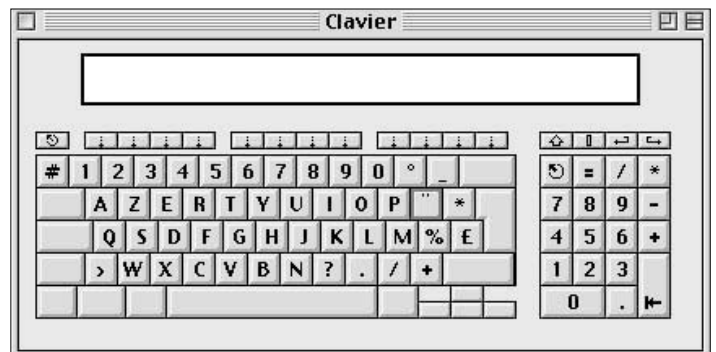 Clavier
# 1 2 3 4 5 6 7 8 9 0 ° _ = / *
A Z E R T Y U I O P ¨ * 7 8 9 -
Q S D F G H J K L M % £ 4 5 6 +
> W X C V B N ? . / + 1 2 3
0 .